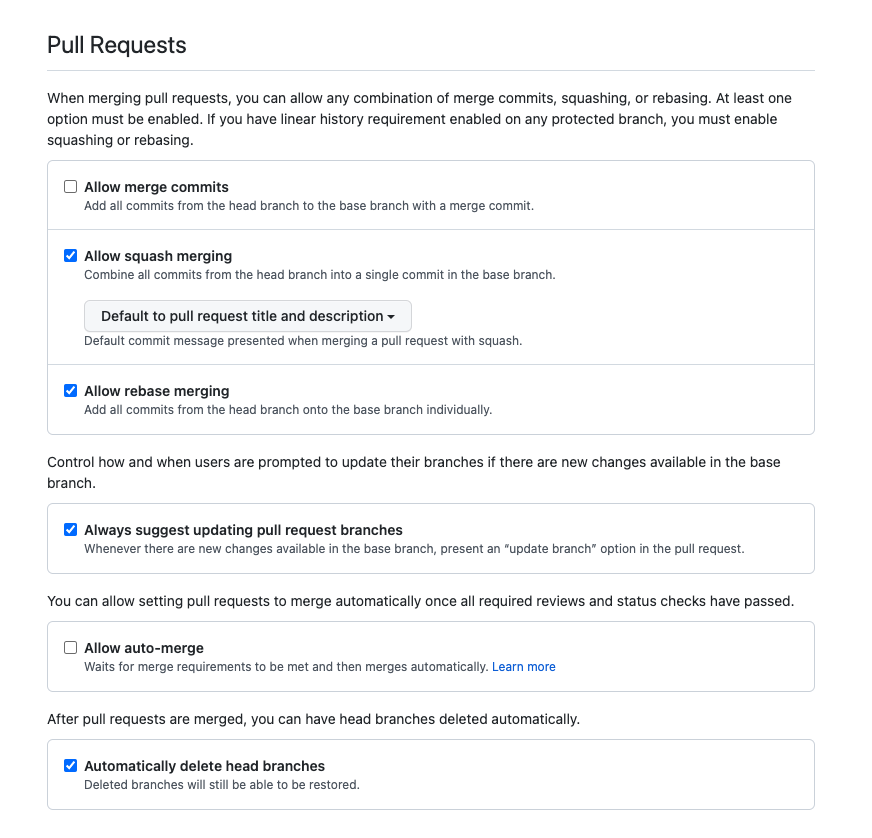 Pull Requests
When merging pull requests, you can allow any combination of merge commits, squashing, or rebasing. At least one
option must be enabled. If you have linear history requirement enabled on any protected branch, you must enable
squashing or rebasing.
Allow merge commits
Add all commits from the head branch to the base branch with a merge commit.
Allow squash merging
Combine all commits from the head branch into a single commit in the base branch.
Default to pull request title and description
Default commit message presented when merging a pull request with squash.
Allow rebase merging
Add all commits from the head branch onto the base branch individually.
Control how and when users are prompted to update their branches if there are new changes available in the base
branch.
Always suggest updating pull request branches
Whenever there are new changes available in the base branch, present an “update branch” option in the pull request.
You can allow setting pull requests to merge automatically once all required reviews and status checks have passed.
Allow auto-merge
Waits for merge requirements to be met and then merges automatically. Learn more
After pull requests are merged, you can have head branches deleted automatically.
Automatically delete head branches
Deleted branches will still be able to be restored.